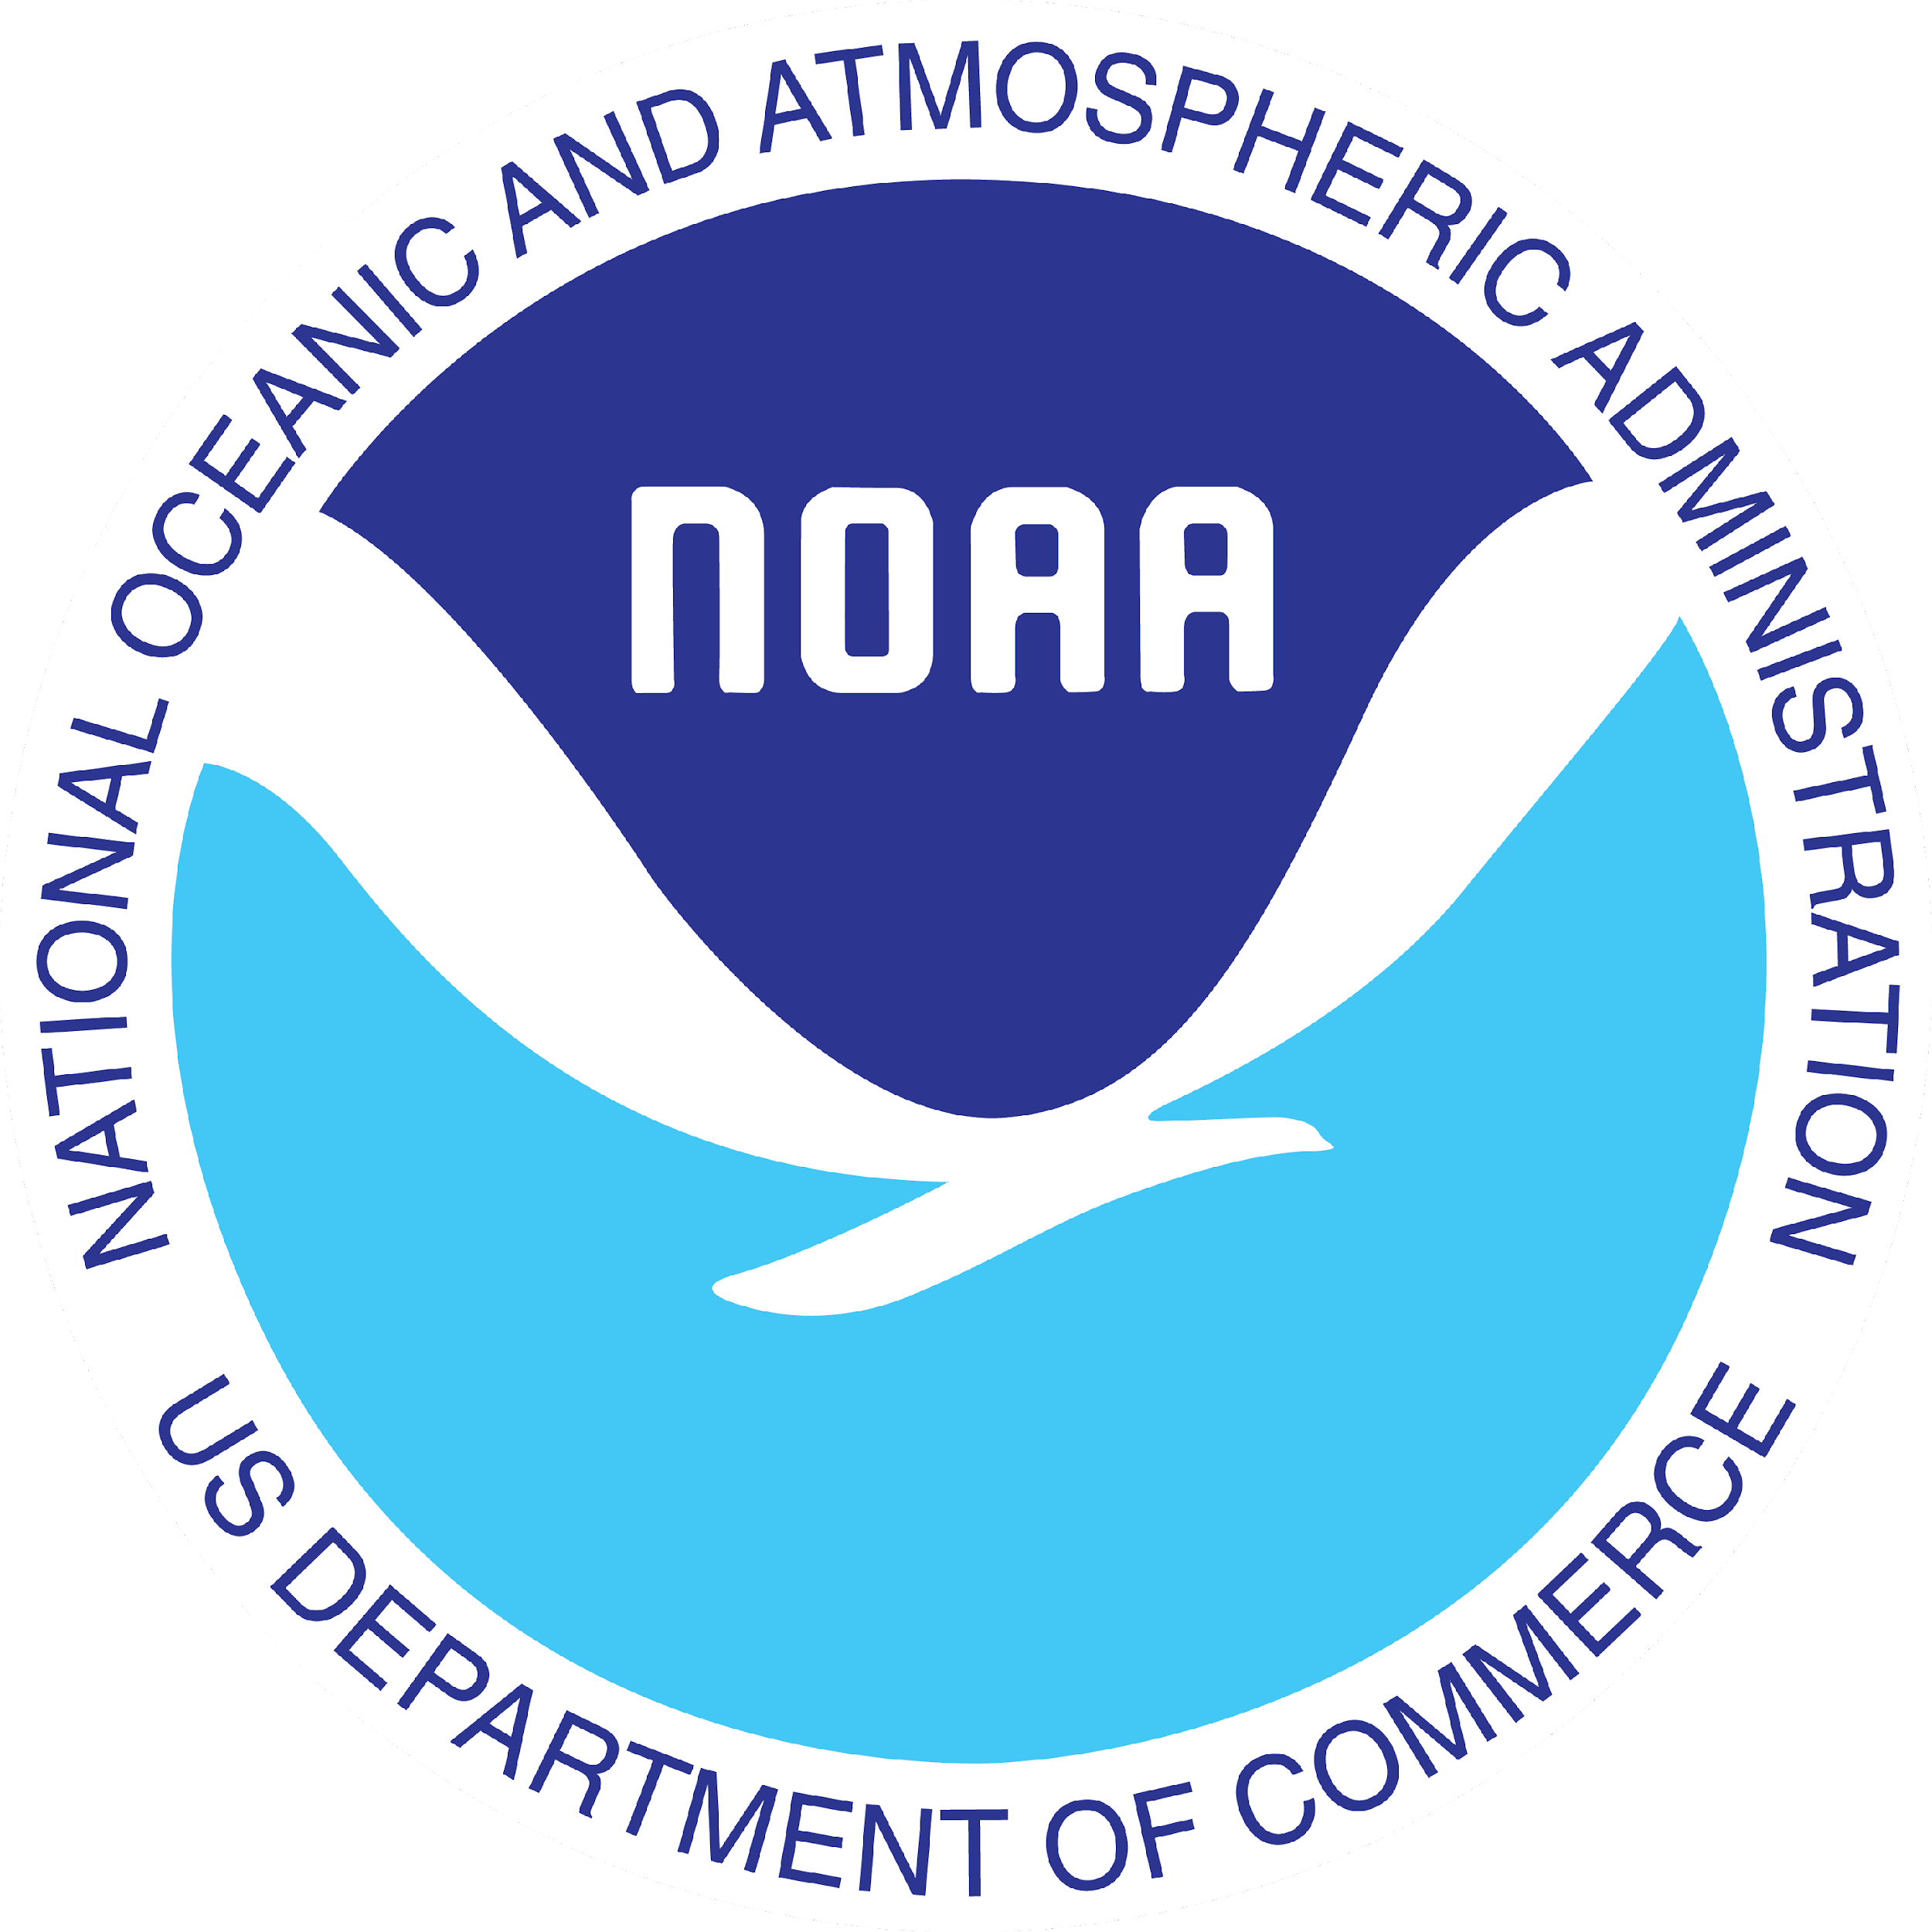 NATIONAL OCEANIC AND ATMOSPHERIC ADMINISTRATION
NOAA
US DEPARTMENT OF COMMERCE